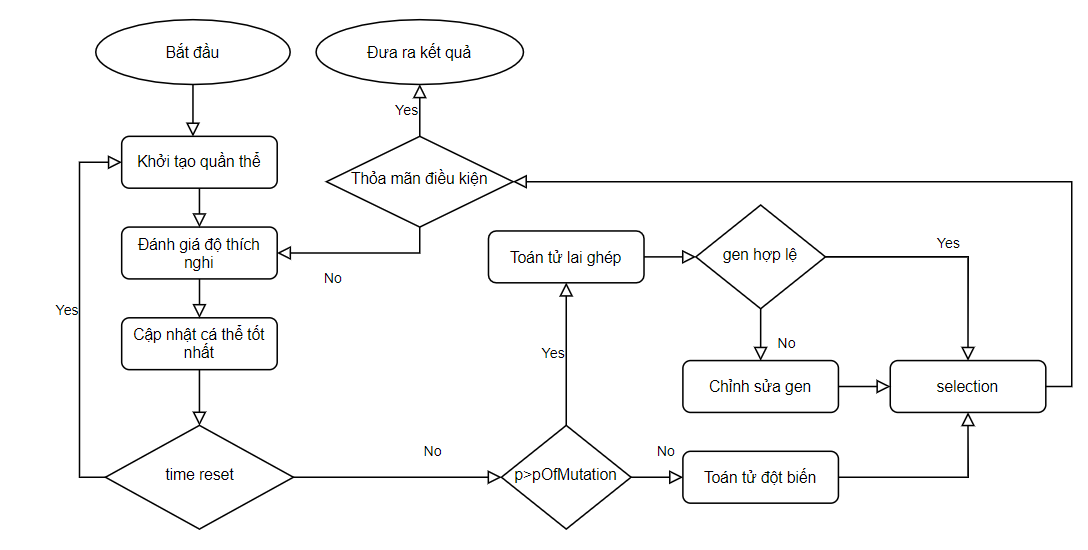 Bắt đầu
Đưa ra kết quả
Yes
Khởi tạo quần thể
Thỏa mãn điều kiện
Đánh giá độ thích
nghi
No
Toán tử lai ghép
gen hợp lệ
Yes
Yes
Cập nhật cá thể tốt
nhất
Yes
No
Chỉnh sửa gen
selection
time reset
No
p>pOfMutation
No
Toán tử đột biến